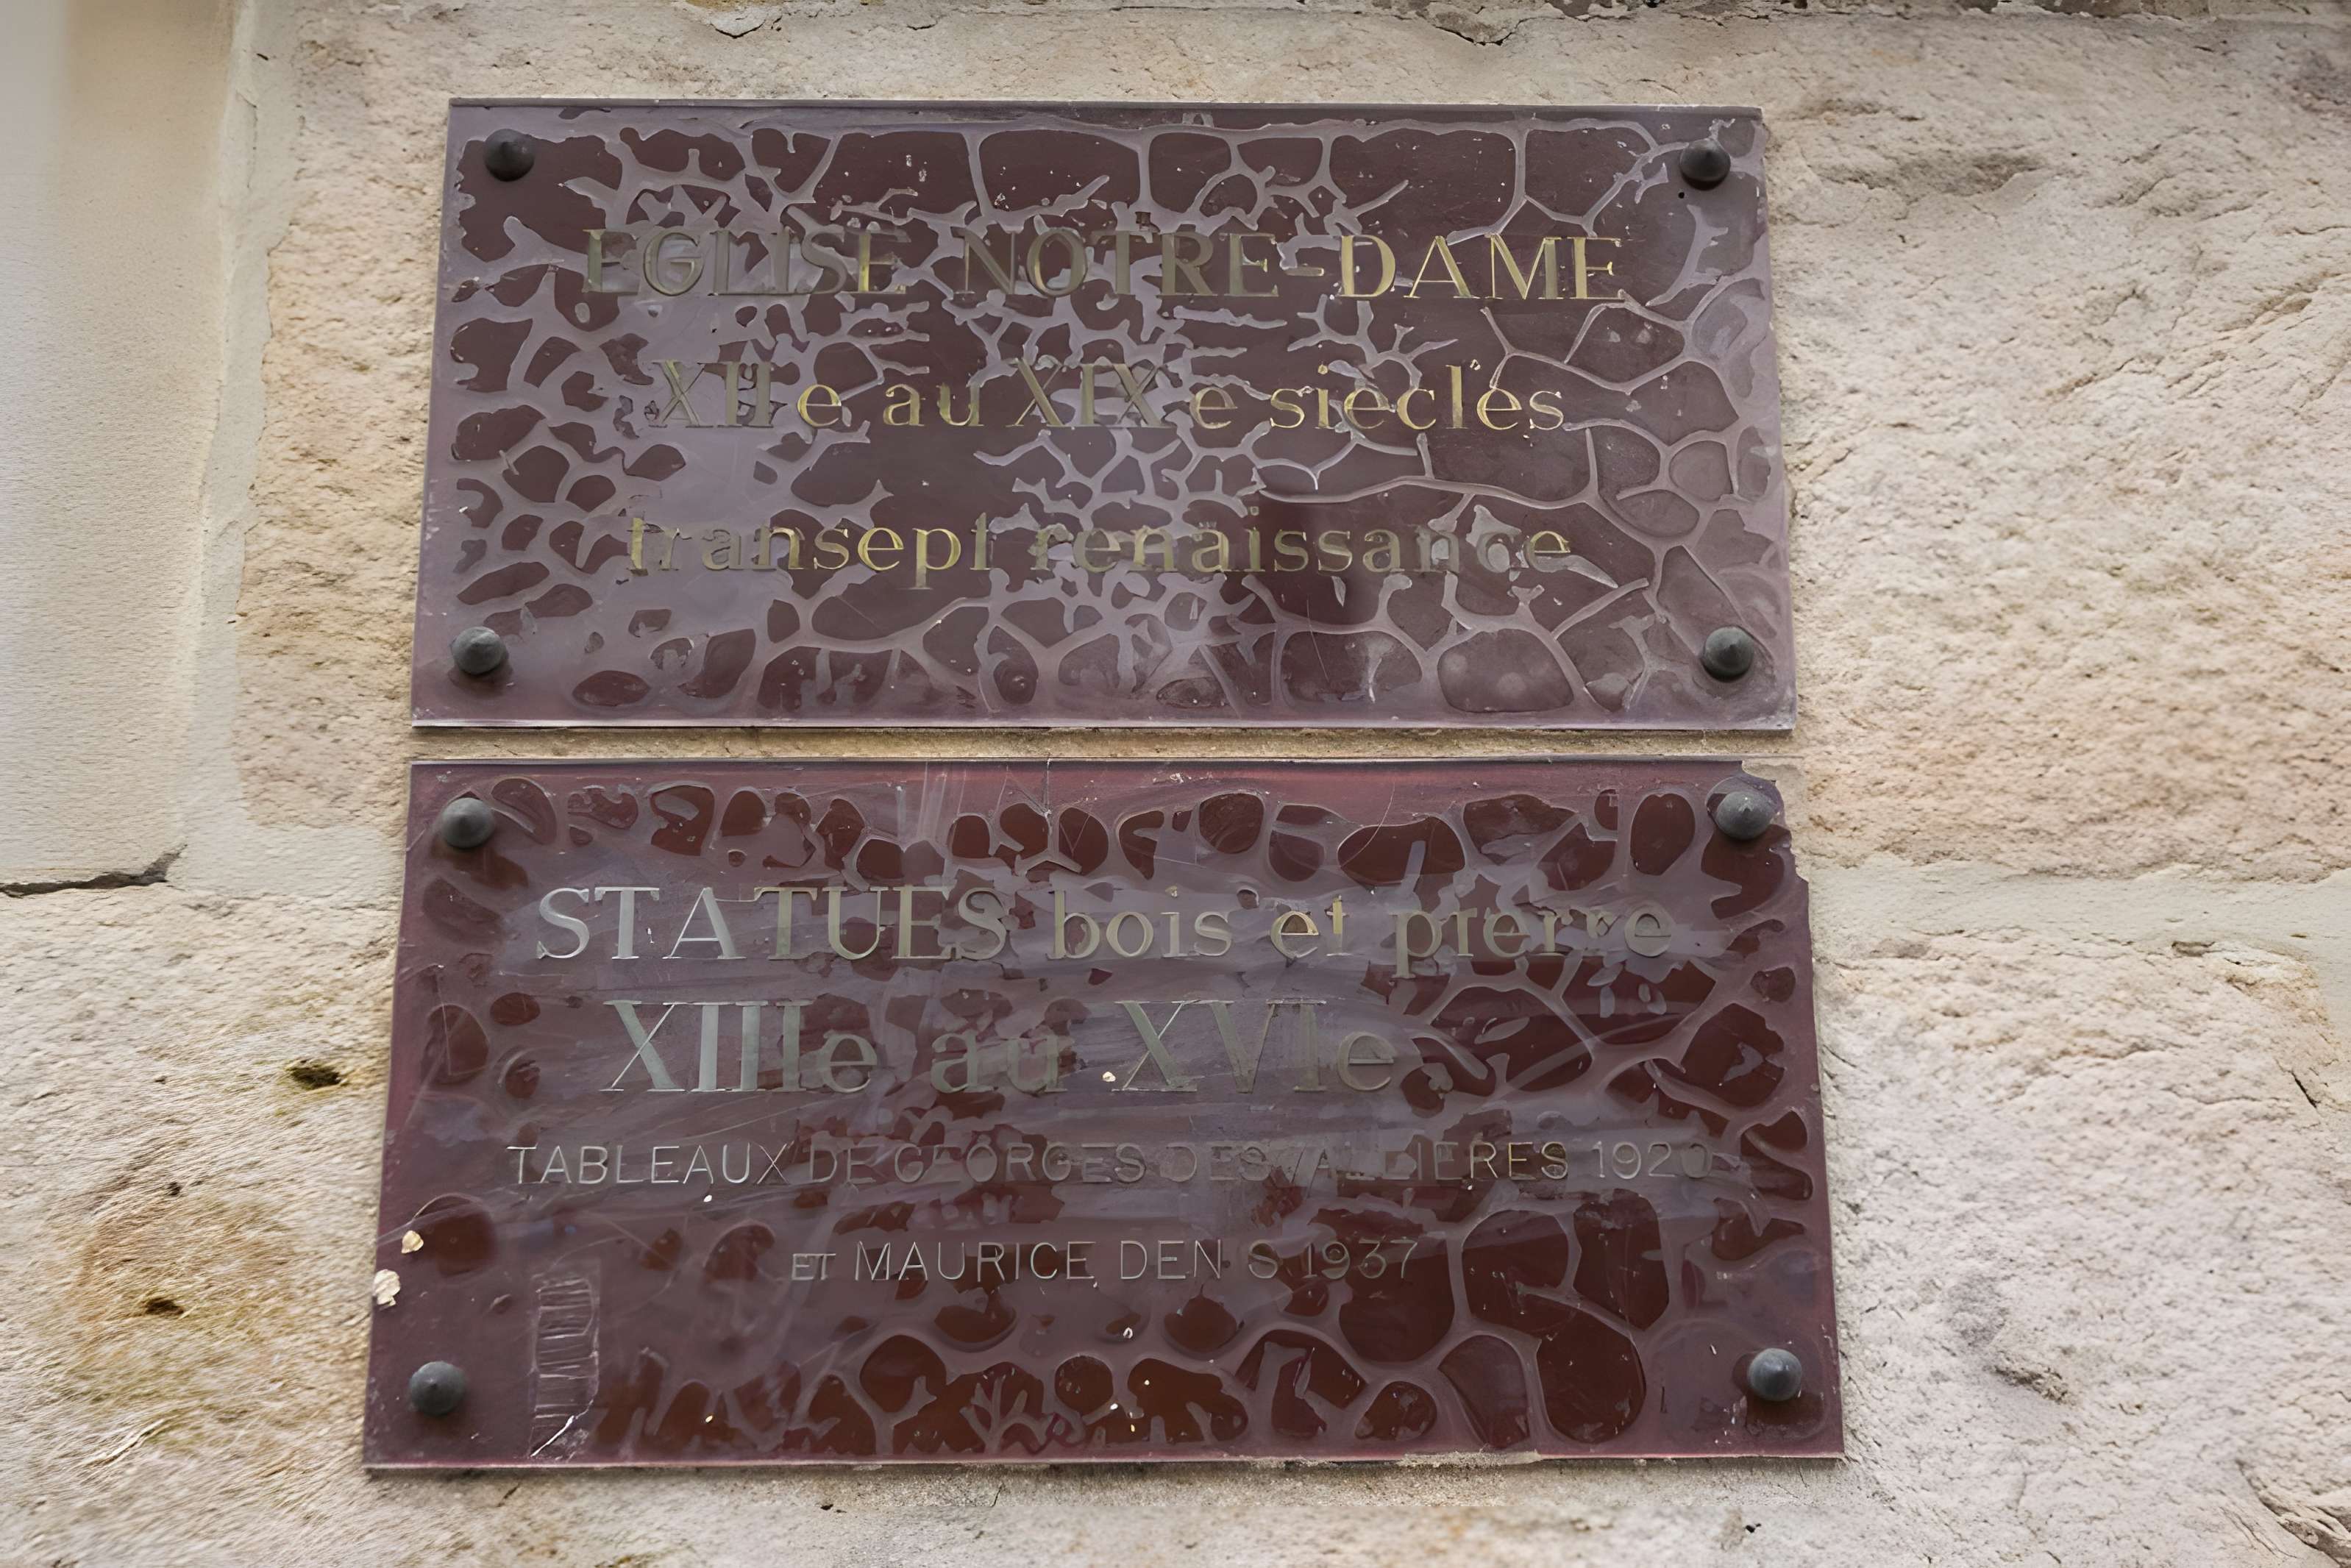 EGLISE NOTRE-DAME
XIIe au XIXe siècles
transept renaissance
STATUES bois et pierre
XIIIe au XVIe
TABLEAUX DE GEORGES DESVALLIERES 1920
ET MAURICE DENIS 1937